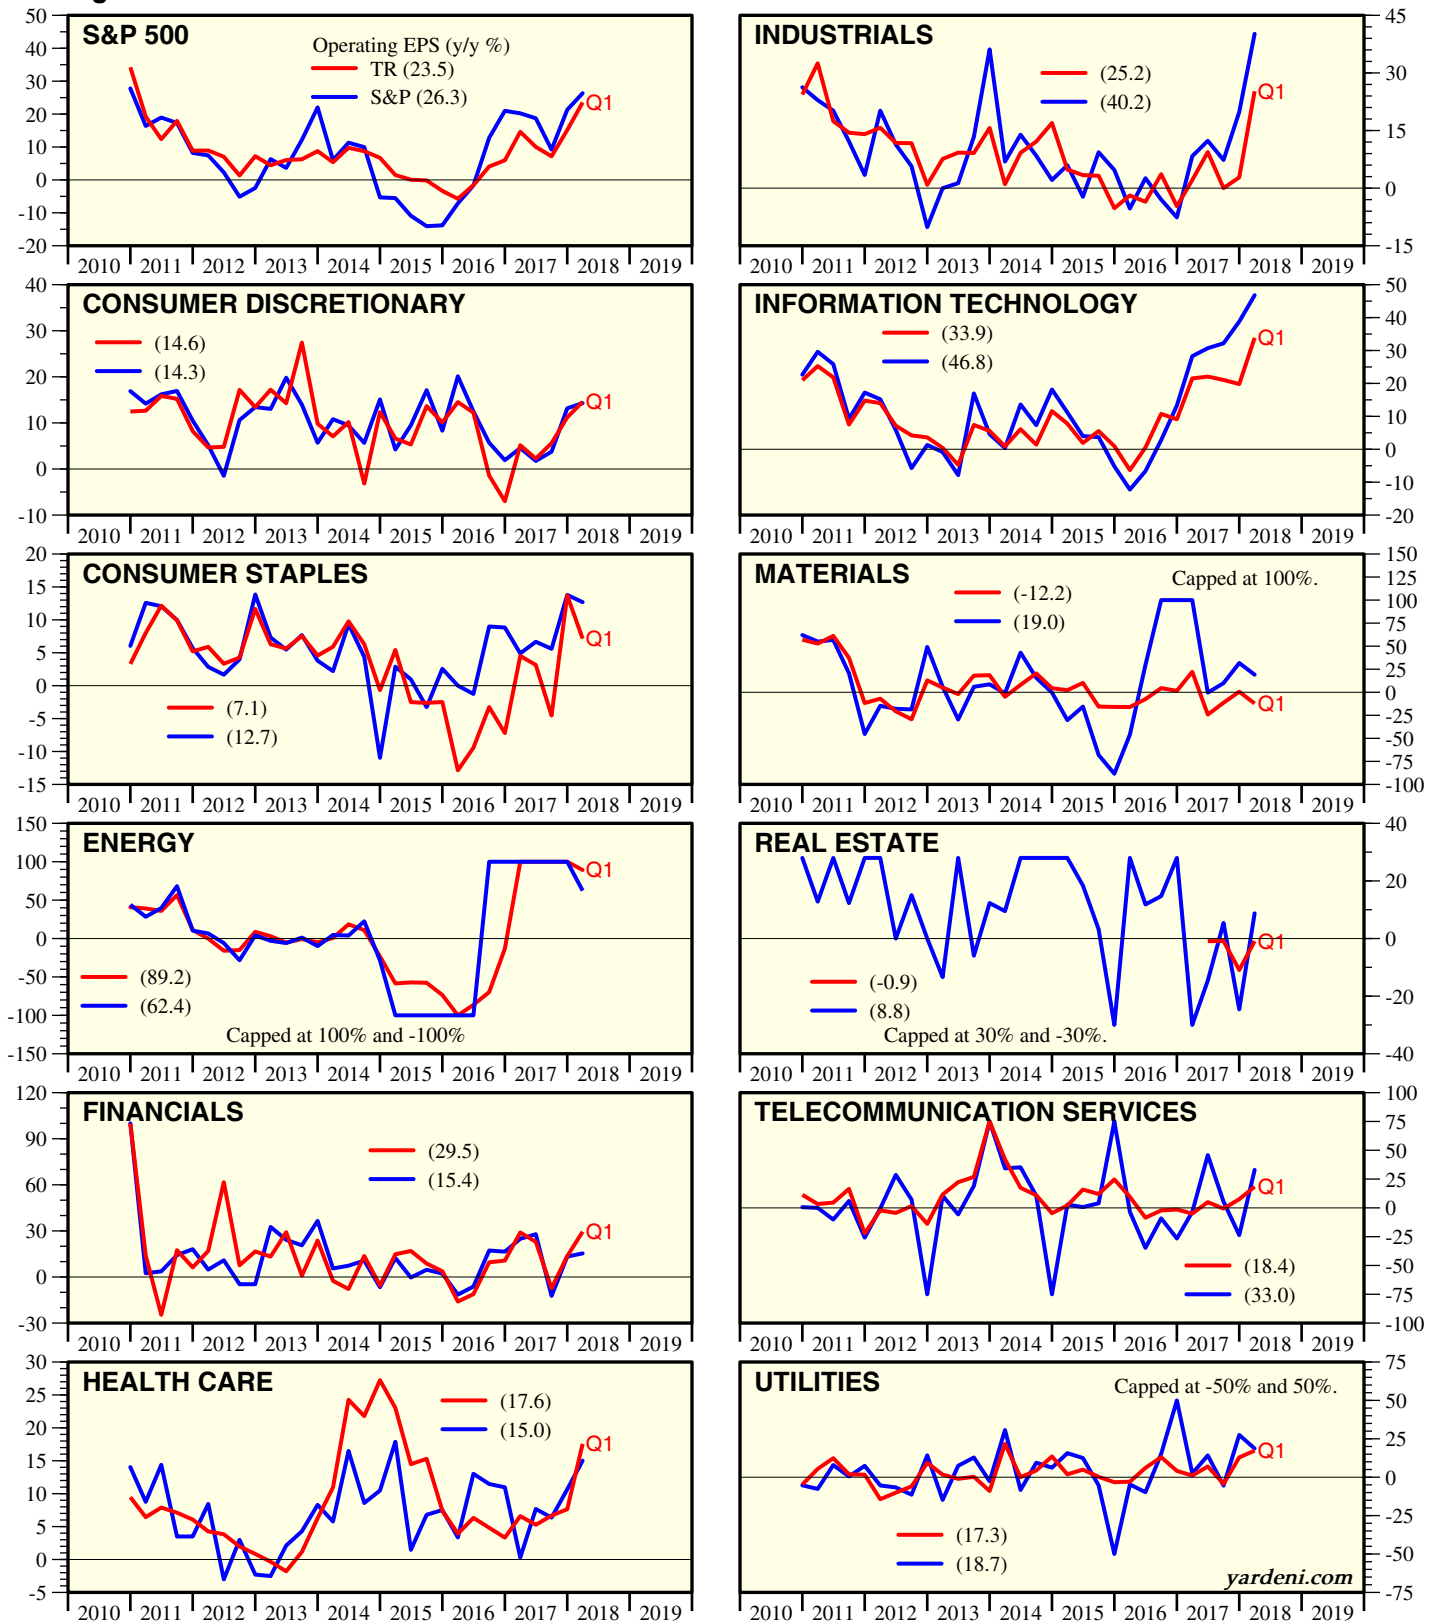 S&P 500
Operating EPS (y/y %)
TR (23.5)
S&P (26.3)
Q1
50
40
30
20
10
0
-10
-20
2010 2011 2012 2013 2014 2015 2016 2017 2018 2019
INDUSTRIALS
(25.2)
(40.2)
Q1
45
30
15
0
-15
2010 2011 2012 2013 2014 2015 2016 2017 2018 2019
CONSUMER DISCRETIONARY
(14.6)
(14.3)
Q1
40
30
20
10
0
-10
2010 2011 2012 2013 2014 2015 2016 2017 2018 2019
INFORMATION TECHNOLOGY
(33.9)
(46.8)
Q1
50
40
30
20
10
0
-10
-20
2010 2011 2012 2013 2014 2015 2016 2017 2018 2019
CONSUMER STAPLES
(7.1)
(12.7)
Q1
20
15
10
5
0
-5
-10
-15
2010 2011 2012 2013 2014 2015 2016 2017 2018 2019
MATERIALS
Capped at 100%.
(-12.2)
(19.0)
Q1
150
125
100
75
50
25
0
-25
-50
-75
-100
2010 2011 2012 2013 2014 2015 2016 2017 2018 2019
ENERGY
(89.2)
(62.4)
Capped at 100% and -100%
Q1
150
100
50
0
-50
-100
-150
2010 2011 2012 2013 2014 2015 2016 2017 2018 2019
REAL ESTATE
(-0.9)
(8.8)
Capped at 30% and -30%.
Q1
40
20
0
-20
-40
2010 2011 2012 2013 2014 2015 2016 2017 2018 2019
FINANCIALS
(29.5)
(15.4)
Q1
120
90
60
30
0
-30
2010 2011 2012 2013 2014 2015 2016 2017 2018 2019
TELECOMMUNICATION SERVICES
(18.4)
(33.0)
Q1
100
75
50
25
0
-25
-50
-75
-100
2010 2011 2012 2013 2014 2015 2016 2017 2018 2019
HEALTH CARE
(17.6)
(15.0)
Q1
30
25
20
15
10
5
0
-5
2010 2011 2012 2013 2014 2015 2016 2017 2018 2019
UTILITIES
Capped at -50% and 50%.
(17.3)
(18.7)
Q1
yardeni.com
75
50
25
0
-25
-50
-75
2010 2011 2012 2013 2014 2015 2016 2017 2018 2019